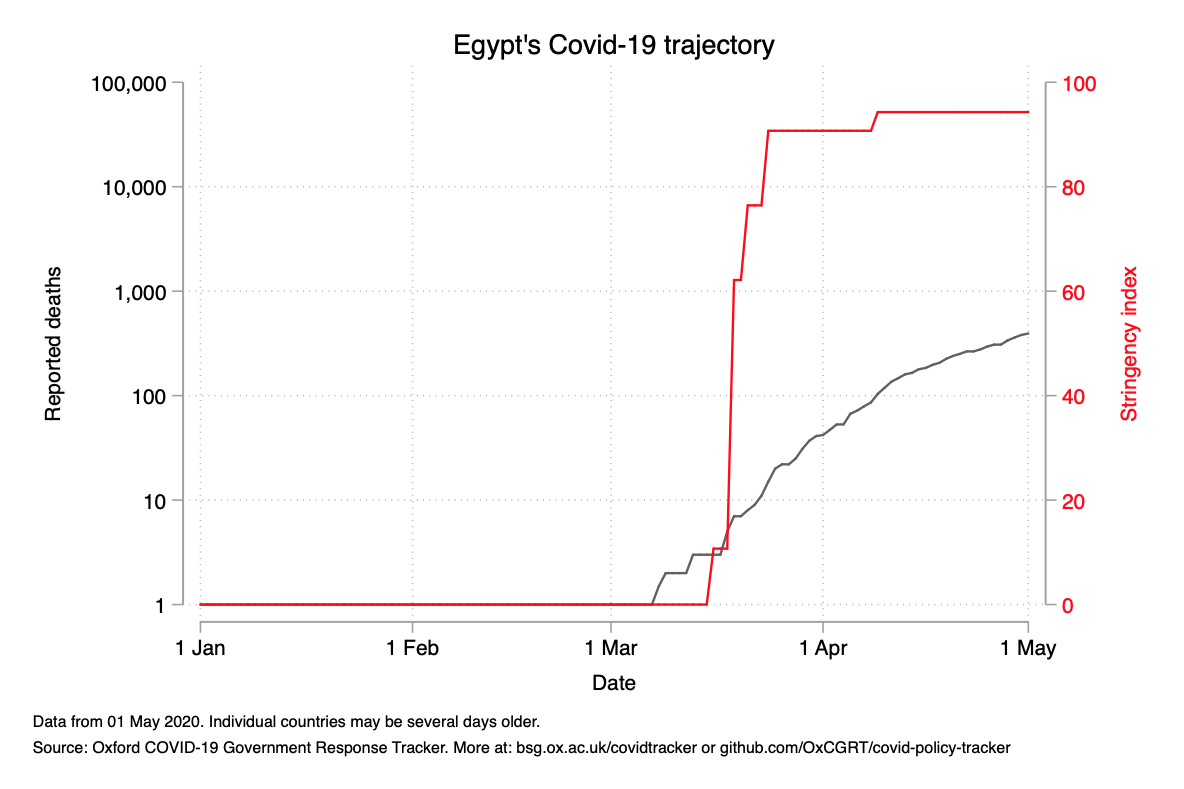 Egypt's Covid-19 trajectory
100,000
10,000
1,000
100
10
1
Reported deaths
100
80
60
40
20
0
Stringency index
1 Jan
1 Feb
1 Mar
1 Apr
1 May
Date
Data from 01 May 2020. Individual countries may be several days older.
Source: Oxford COVID-19 Government Response Tracker. More at: bsg.ox.ac.uk/covidtracker or github.com/OxCGRT/covid-policy-tracker